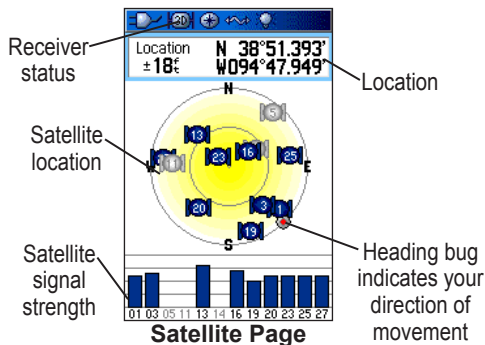 Receiver
status
3D
Location N 38°51.393'
±18ft W094°47.949'
Location
N
5
13
16
23
25
11
W
E
Satellite
location
20
3
1
19
S
Satellite
signal
strength
Heading bug
indicates your
direction of
movement
01 03 05 11 13 14 16 19 20 23 25 27
Satellite Page